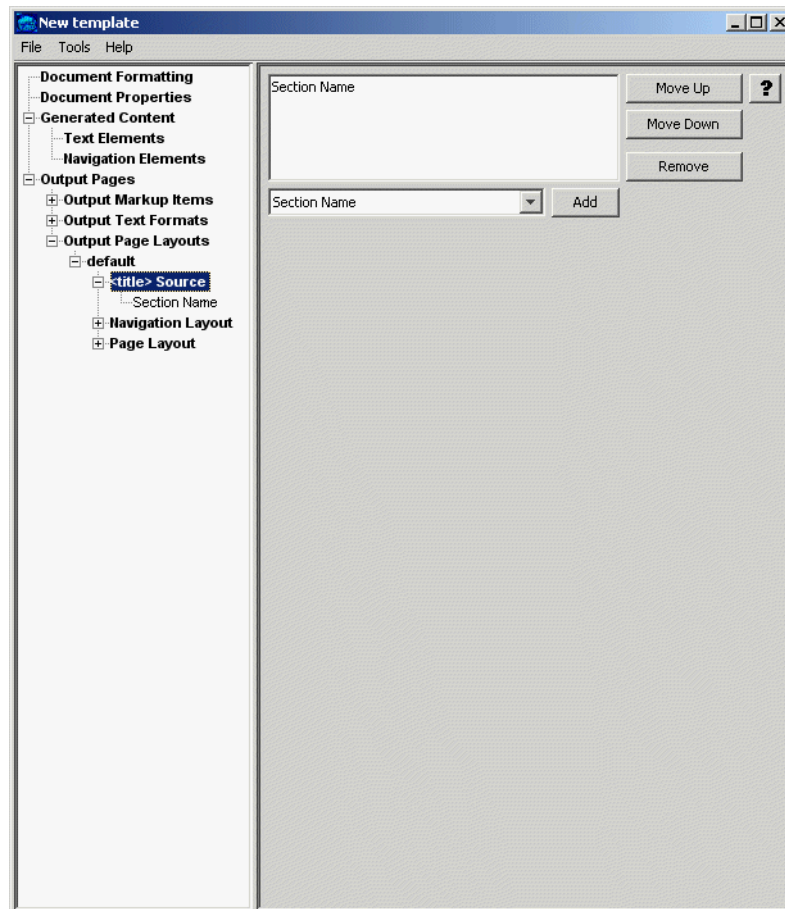 New template
File Tools Help
Document Formatting
Document Properties
Generated Content
Text Elements
Navigation Elements
Output Pages
Output Markup Items
Output Text Formats
Output Page Layouts
default
<title> Source
Section Name
Navigation Layout
Page Layout
Section Name
Move Up ?
Move Down
Remove
Section Name Add